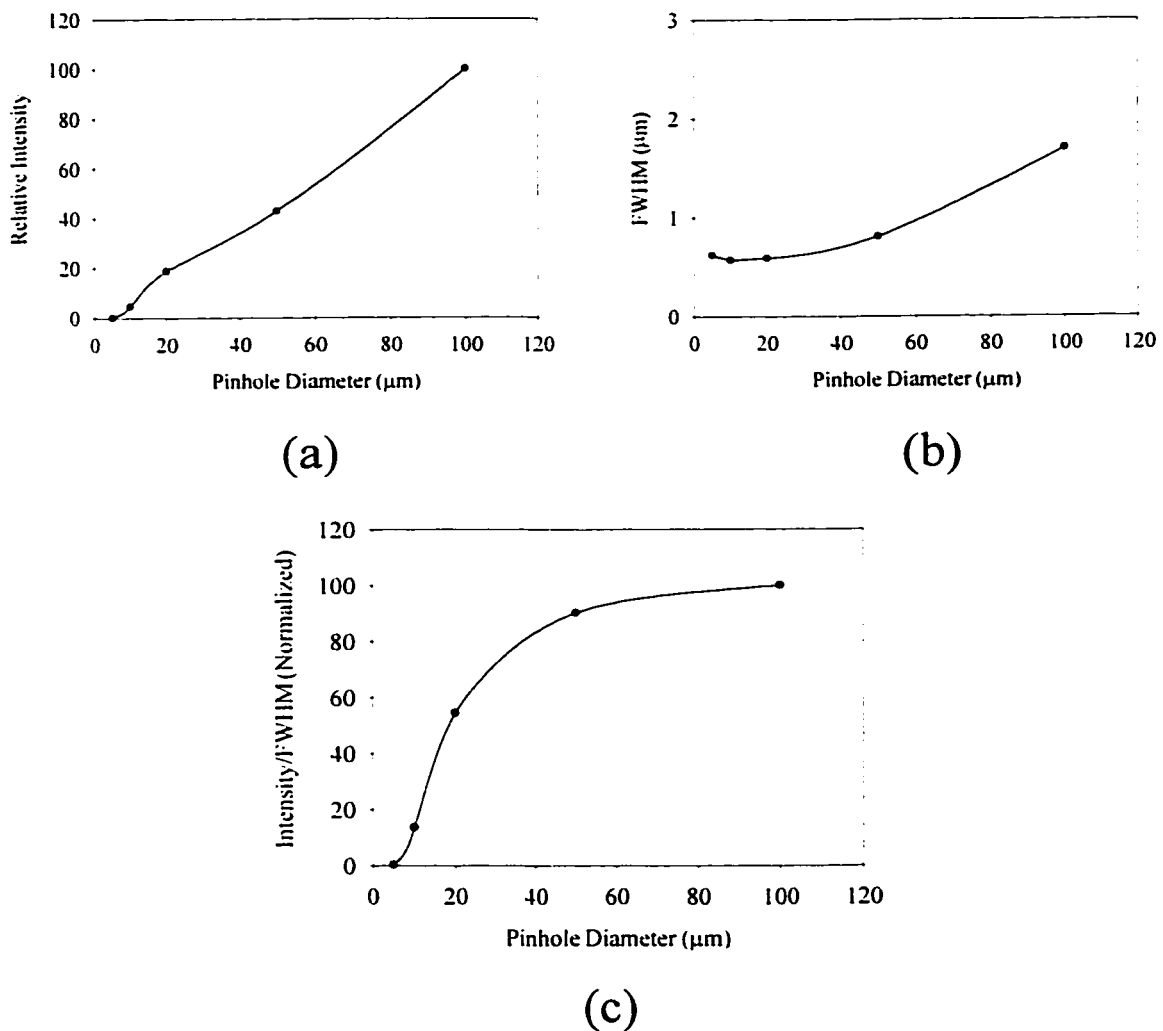 120
100
80
60
40
20
0
Relative Intensity
0 20 40 60 80 100 120
Pinhole Diameter (μm)
(a)
3
2
1
0
FWHM (μm)
0 20 40 60 80 100 120
Pinhole Diameter (μm)
(b)
120
100
80
60
40
20
0
Intensity/FWHM (Normalized)
0 20 40 60 80 100 120
Pinhole Diameter (μm)
(c)